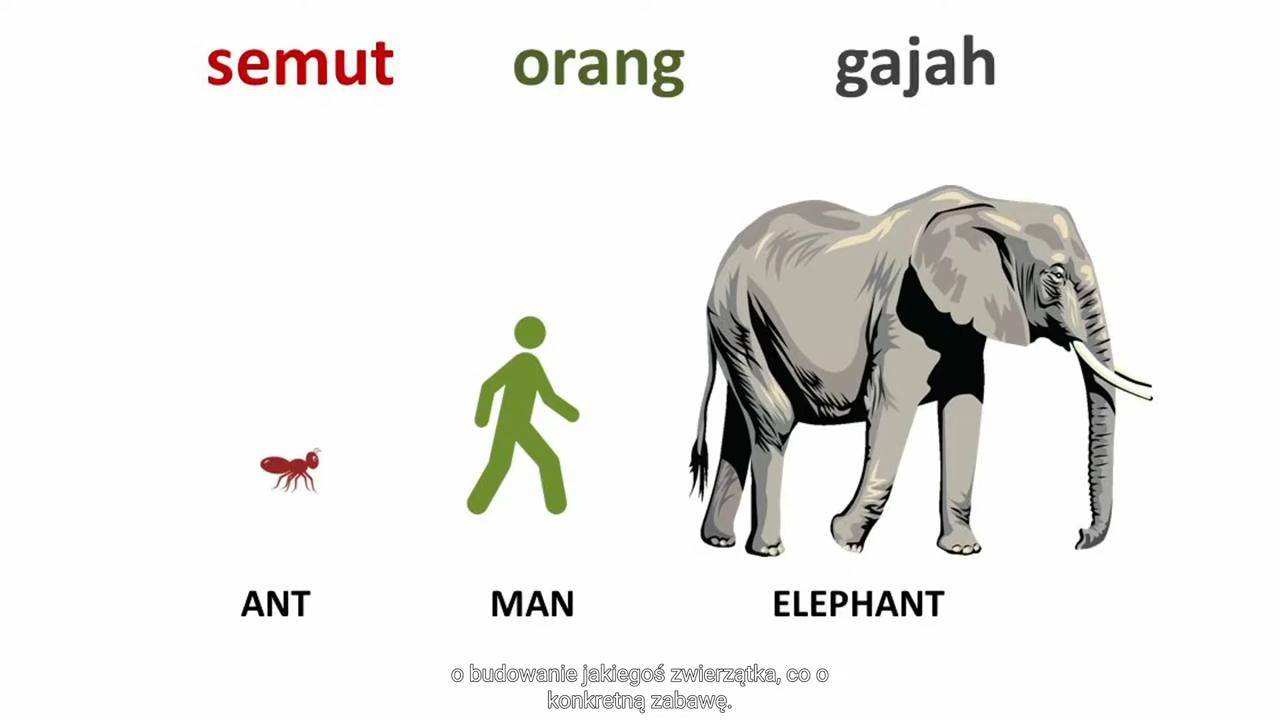 semut orang gajah
ANT MAN ELEPHANT
o budowanie jakiegoś zwierzątka, co o
konkretną zabawę.